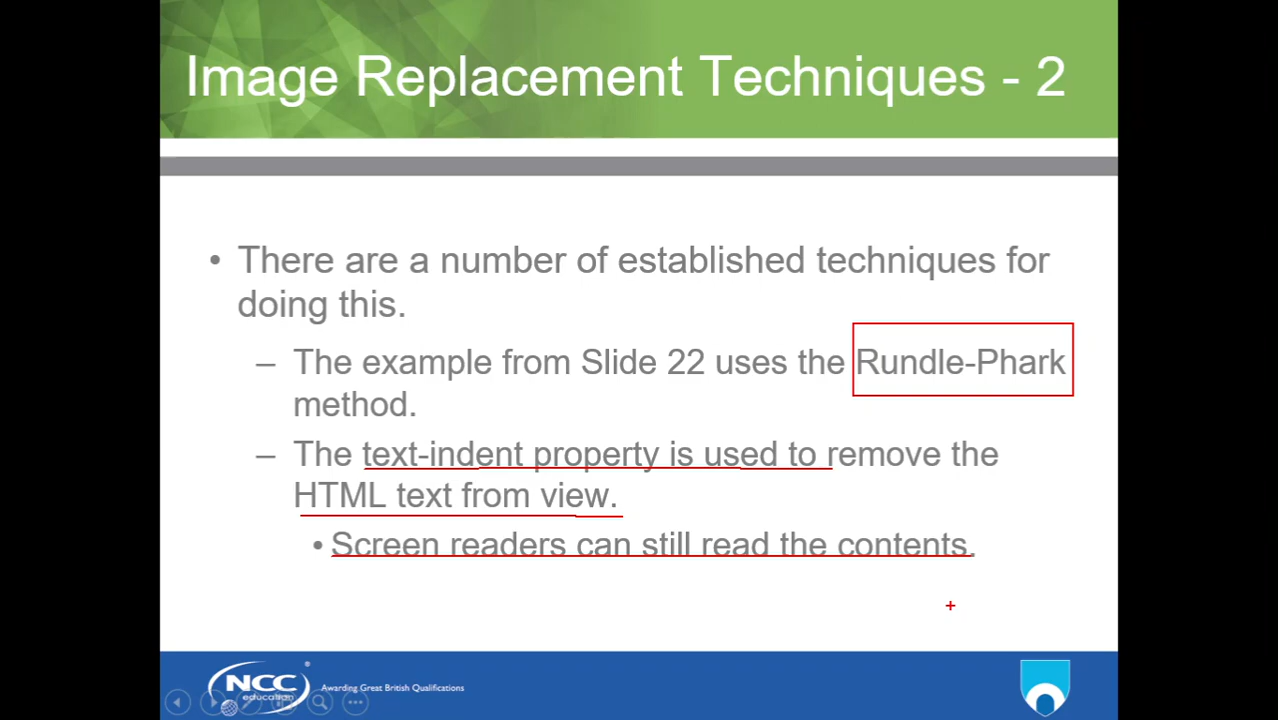 Image Replacement Techniques - 2
• There are a number of established techniques for
doing this.
– The example from Slide 22 uses the Rundle-Phark
method.
– The text-indent property is used to remove the
HTML text from view.
• Screen readers can still read the contents.
NCC
education
®
Awarding Great British Qualifications